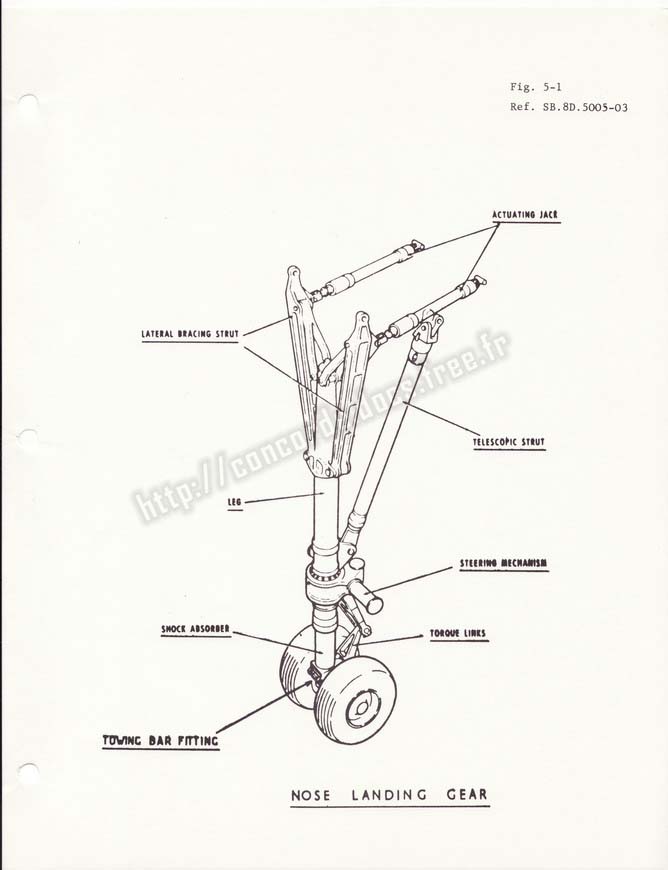 Fig. 5-1
Ref. SB.8D.5005-03
ACTUATING JACK
LATERAL BRACING STRUT
http://concordedocs.free.fr
TELESCOPIC STRUT
LEG
STEERING MECHANISM
SHOCK ABSORBER
TORQUE LINKS
TOWING BAR FITTING
NOSE LANDING GEAR